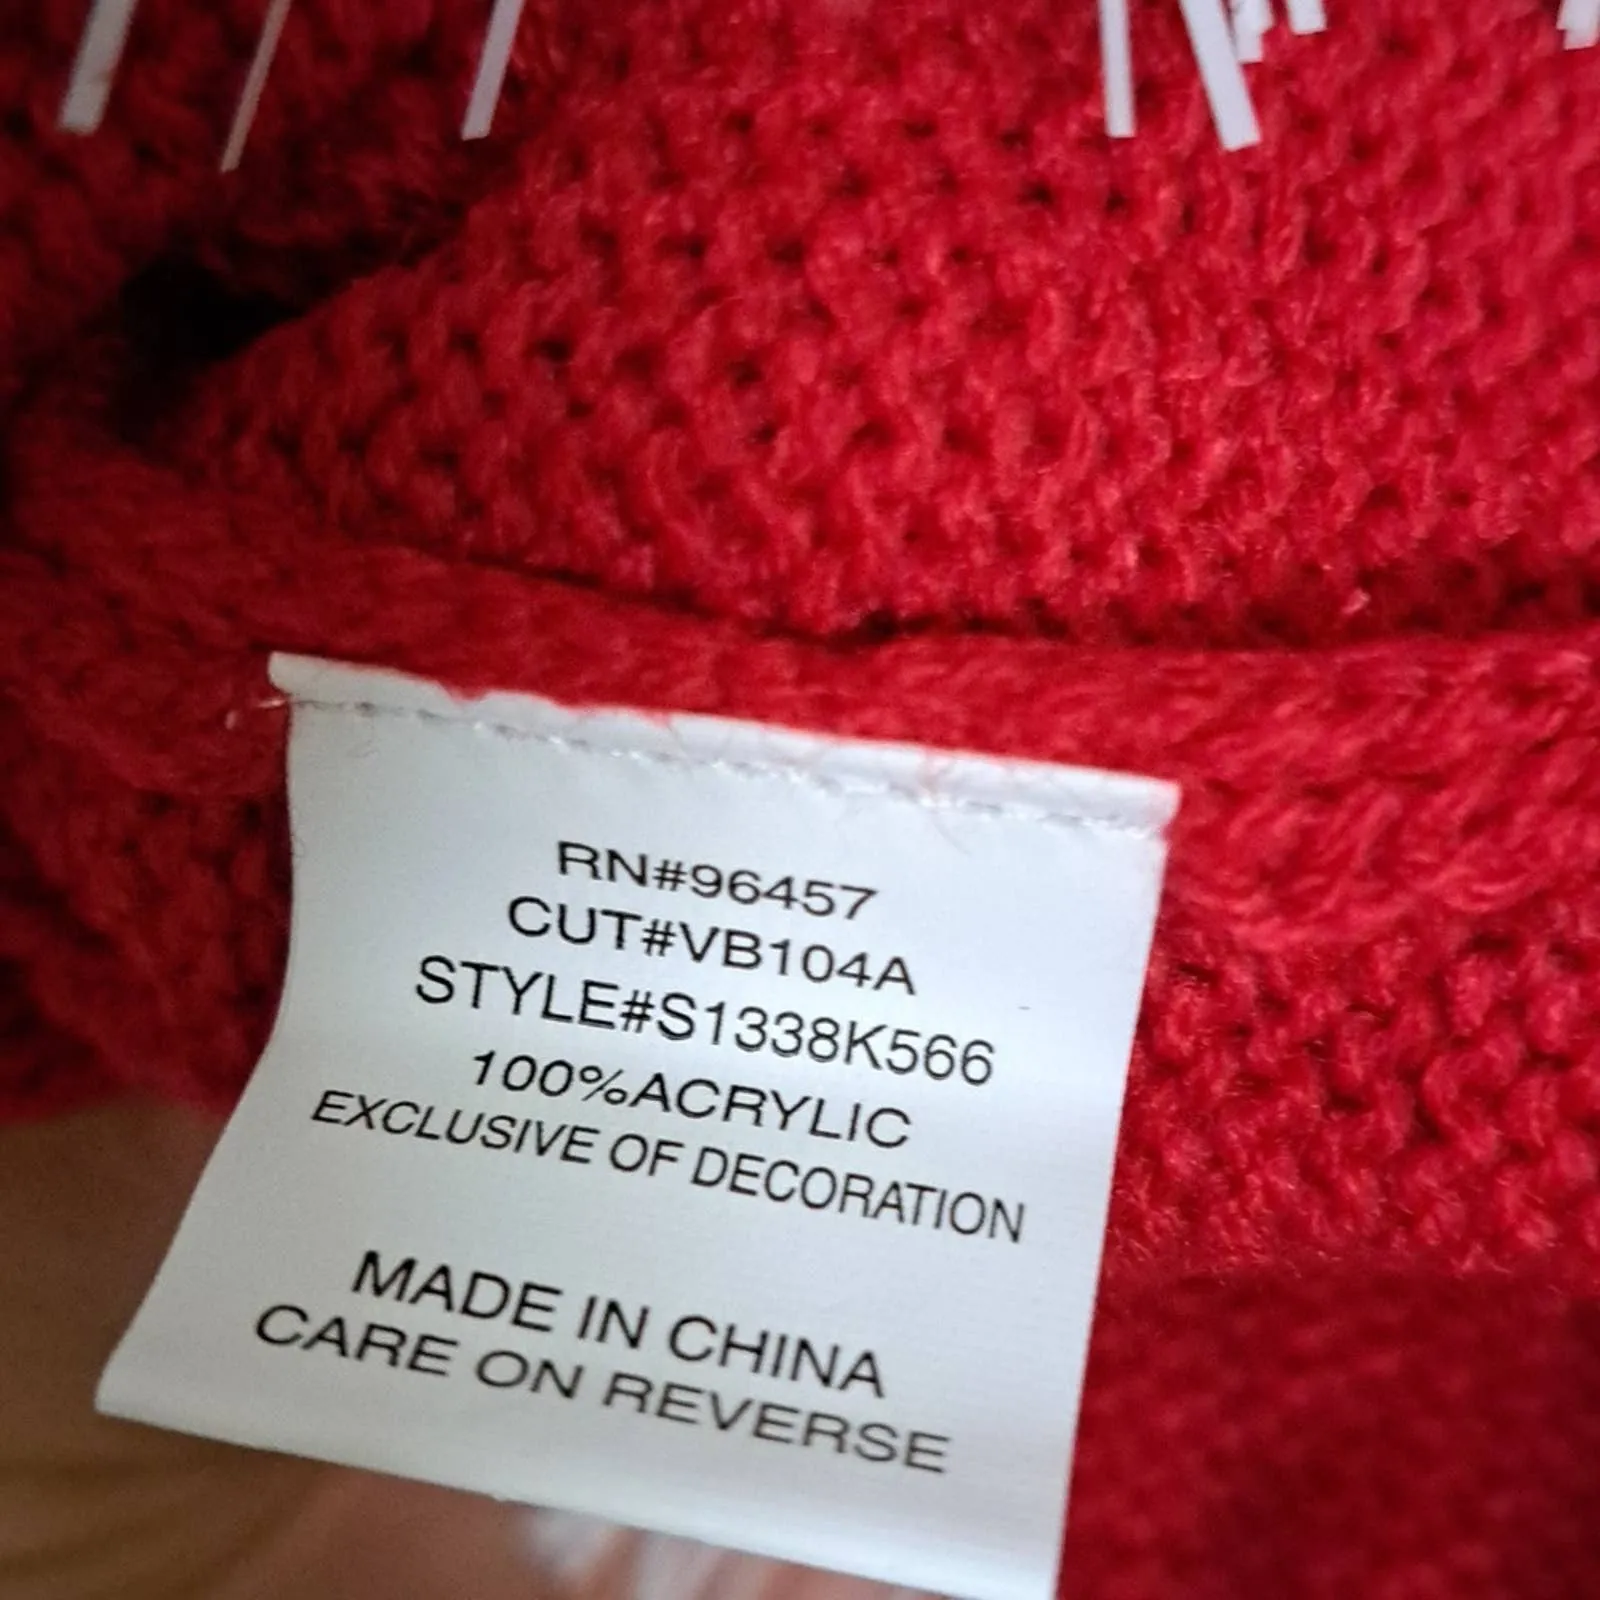 RN#96457
CUT#VB104A
STYLE#S1338K566
100%ACRYLIC
EXCLUSIVE OF DECORATION
MADE IN CHINA
CARE ON REVERSE